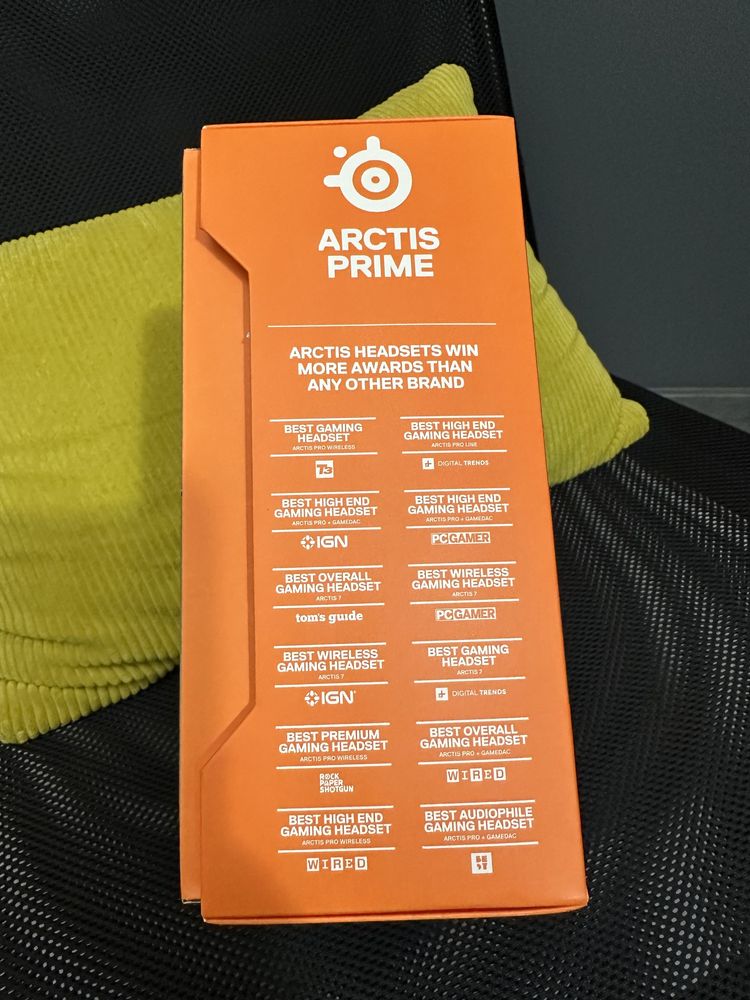 ARCTIS
PRIME
ARCTIS HEADSETS WIN
MORE AWARDS THAN
ANY OTHER BRAND
BEST GAMING
HEADSET
ARCTIS PRO WIRELESS
T3
BEST HIGH END
GAMING HEADSET
ARCTIS PRO LINE
DIGITAL TRENDS
BEST HIGH END
GAMING HEADSET
ARCTIS PRO + GAMEDAC
IGN
BEST HIGH END
GAMING HEADSET
ARCTIS PRO + GAMEDAC
PC GAMER
BEST OVERALL
GAMING HEADSET
ARCTIS 7
tom's guide
BEST WIRELESS
GAMING HEADSET
ARCTIS 7
PC GAMER
BEST WIRELESS
GAMING HEADSET
ARCTIS 7
IGN
BEST GAMING
HEADSET
ARCTIS 7
DIGITAL TRENDS
BEST PREMIUM
GAMING HEADSET
ARCTIS PRO WIRELESS
ROCK
PAPER
SHOTGUN
BEST OVERALL
GAMING HEADSET
ARCTIS PRO + GAMEDAC
WIRED
BEST HIGH END
GAMING HEADSET
ARCTIS PRO WIRELESS
WIRED
BEST AUDIOPHILE
GAMING HEADSET
ARCTIS PRO + GAMEDAC